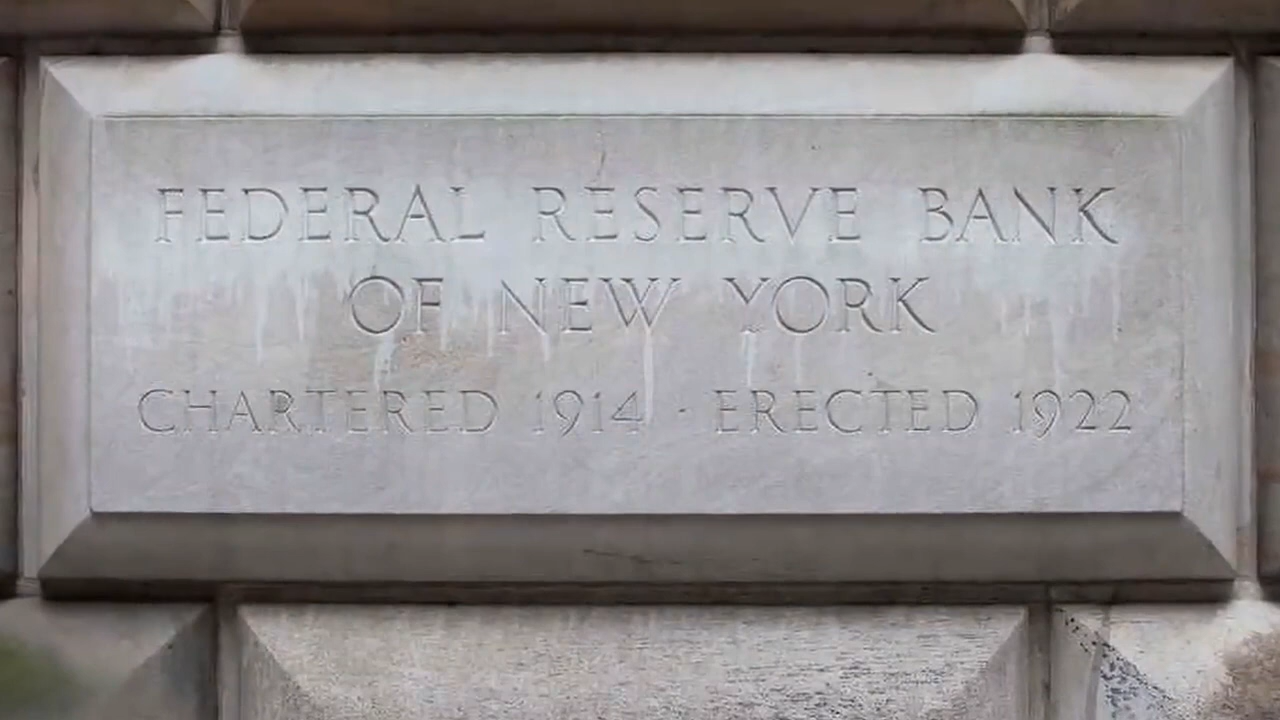 FEDERAL RESERVE BANK
OF NEW YORK
CHARTERED 1914 · ERECTED 1922